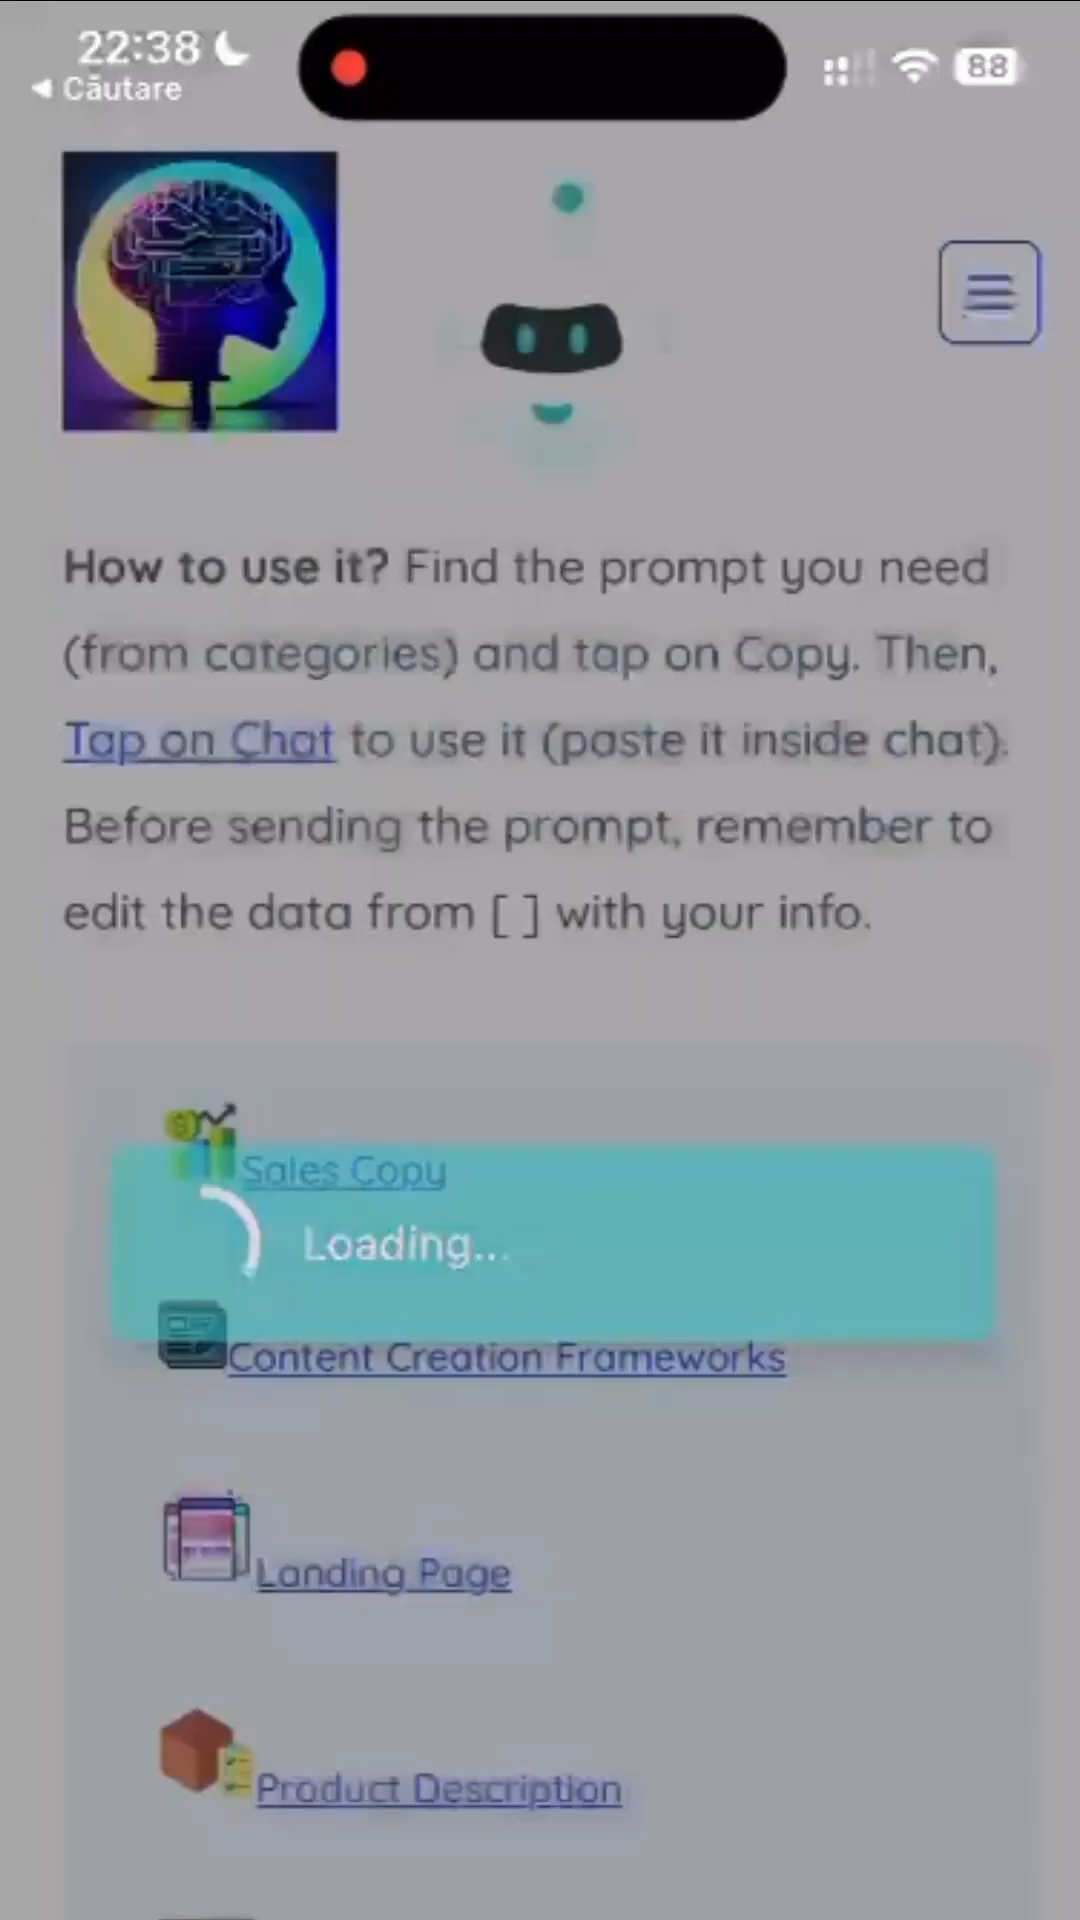 22:38
88
◀ Căutare
How to use it? Find the prompt you need
(from categories) and tap on Copy. Then,
Tap on Chat to use it (paste it inside chat).
Before sending the prompt, remember to
edit the data from [ ] with your info.
Sales Copy
Loading...
Content Creation Frameworks
Landing Page
Product Description